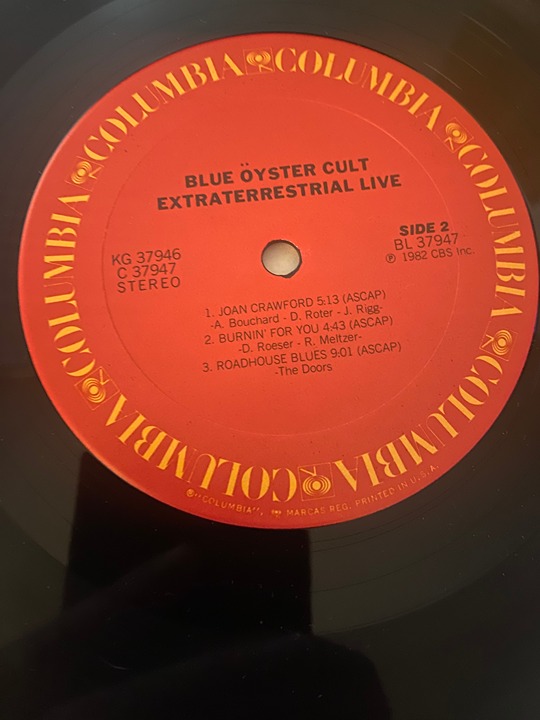 COLUMBIA COLUMBIA COLUMBIA COLUMBIA COLUMBIA COLUMBIA
BLUE ÖYSTER CULT
EXTRATERRESTRIAL LIVE
KG 37946
C 37947
STEREO
SIDE 2
BL 37947
Ⓟ 1982 CBS Inc.
1. JOAN CRAWFORD 5:13 (ASCAP)
-A. Bouchard - D. Roter - J. Rigg-
2. BURNIN' FOR YOU 4:43 (ASCAP)
-D. Roeser - R. Meltzer-
3. ROADHOUSE BLUES 9:01 (ASCAP)
-The Doors
®"COLUMBIA", MARCAS REG. PRINTED IN U.S.A.